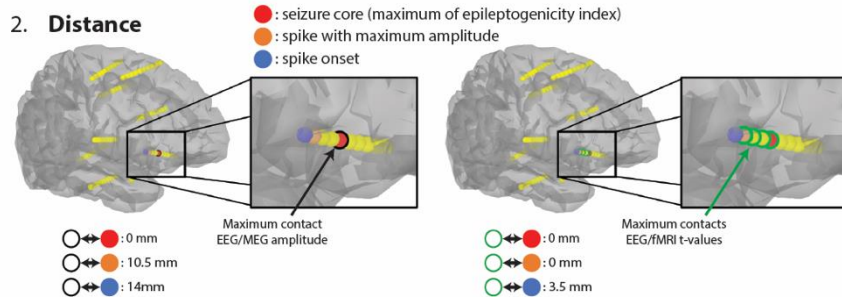 2. Distance
: seizure core (maximum of epileptogenicity index)
: spike with maximum amplitude
: spike onset
Maximum contact
EEG/MEG amplitude
: 0 mm
: 10.5 mm
: 14mm
Maximum contacts
EEG/fMRI t-values
: 0 mm
: 0 mm
: 3.5 mm